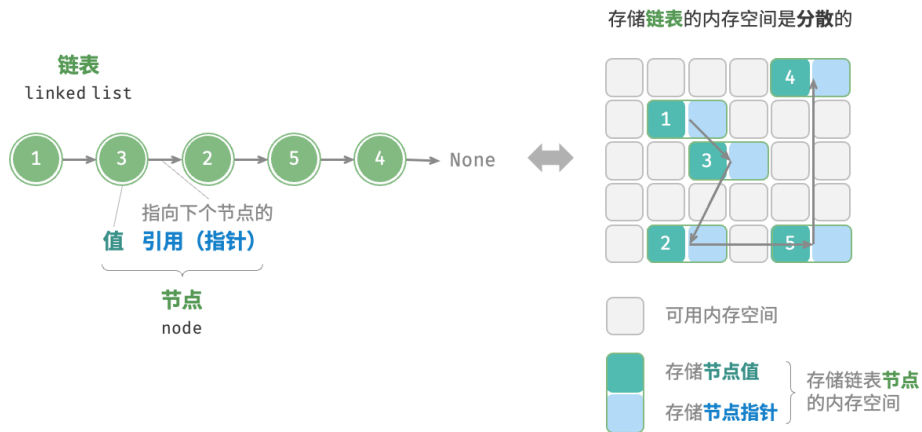 存储链表的内存空间是分散的
链表
linked list
1
3
2
5
4
None
指向下个节点的
值
引用（指针）
节点
node
4
1
3
2
5
可用内存空间
存储节点值
存储节点指针
存储链表节点
的内存空间